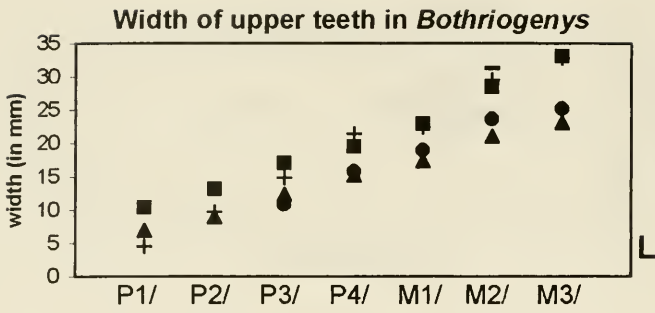 Width of upper teeth in Bothriogenys
width (in mm)
35
30
25
20
15
10
5
0
P1/ P2/ P3/ P4/ M1/ M2/ M3/